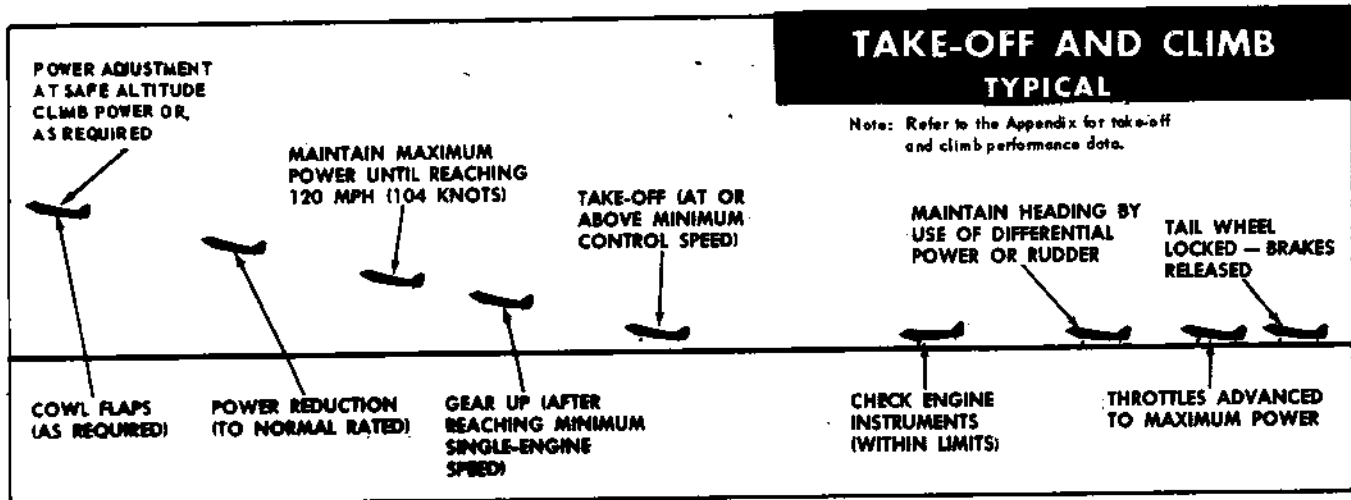 TAKE-OFF AND CLIMB
TYPICAL
Note: Refer to the Appendix for take-off
and climb performance data.
POWER ADJUSTMENT
AT SAFE ALTITUDE
CLIMB POWER OR,
AS REQUIRED
MAINTAIN MAXIMUM
POWER UNTIL REACHING
120 MPH (104 KNOTS)
TAKE-OFF (AT OR
ABOVE MINIMUM
CONTROL SPEED)
MAINTAIN HEADING BY
USE OF DIFFERENTIAL
POWER OR RUDDER
TAIL WHEEL
LOCKED — BRAKES
RELEASED
COWL FLAPS
(AS REQUIRED)
POWER REDUCTION
(TO NORMAL RATED)
GEAR UP (AFTER
REACHING MINIMUM
SINGLE-ENGINE
SPEED)
CHECK ENGINE
INSTRUMENTS
(WITHIN LIMITS)
THROTTLES ADVANCED
TO MAXIMUM POWER